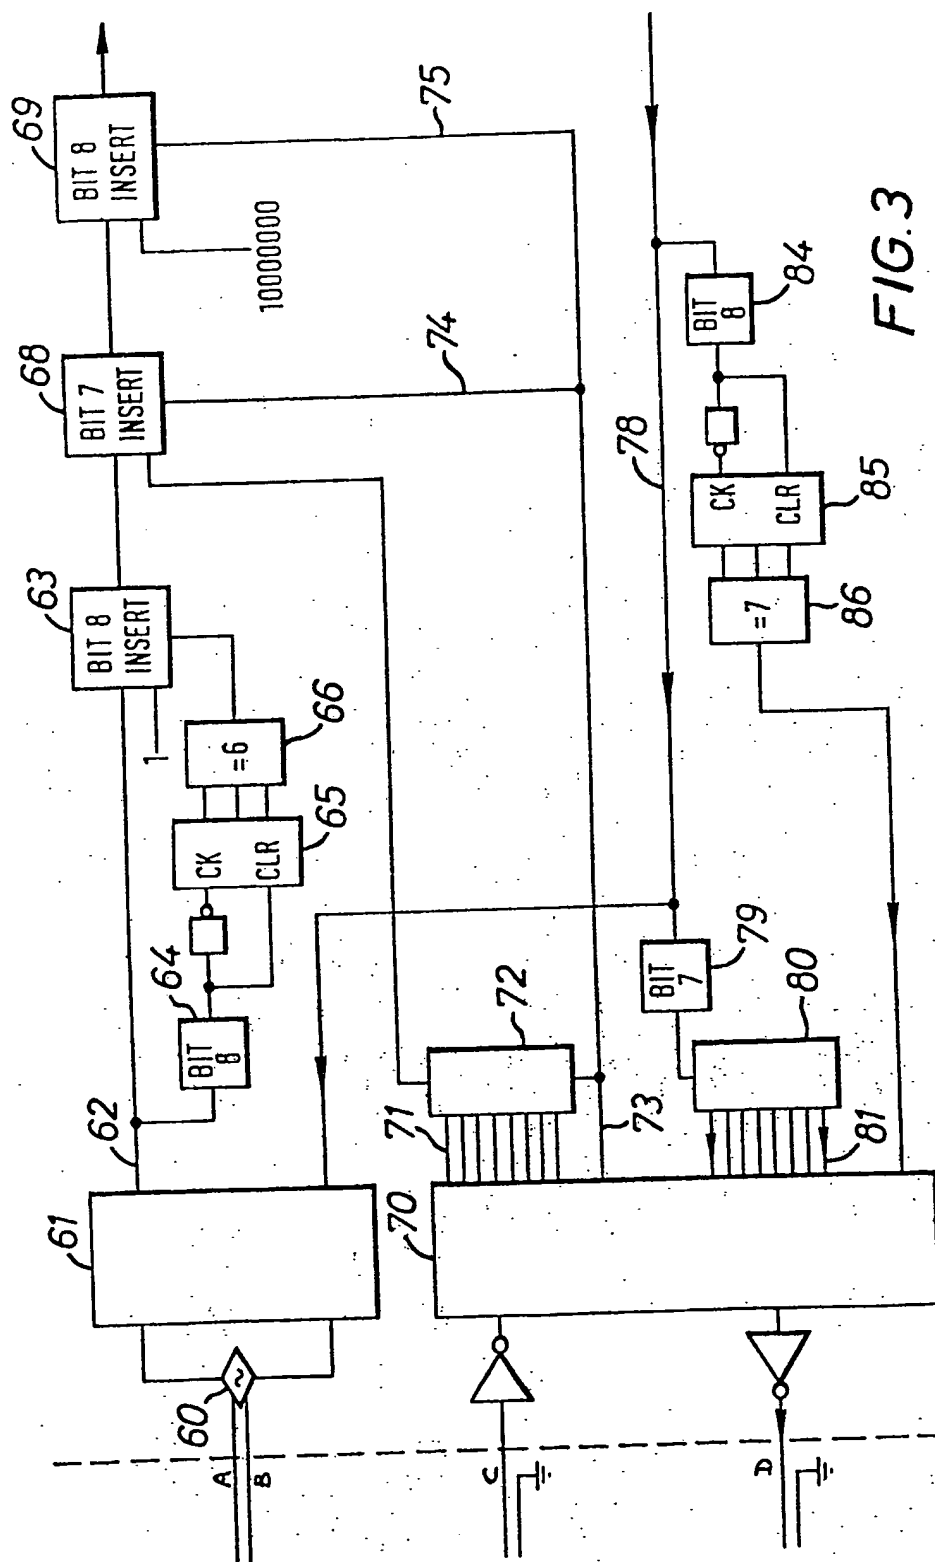 69
BIT 8
INSERT
75
10000000
68
BIT 7
INSERT
74
63
BIT 8
INSERT
1
66
=6
65
CK
CLR
64
BIT
8
62
61
60
A
B
78
84
BIT
8
85
CK
CLR
86
=7
79
BIT
7
72
71
73
80
81
70
C
D
FIG.3